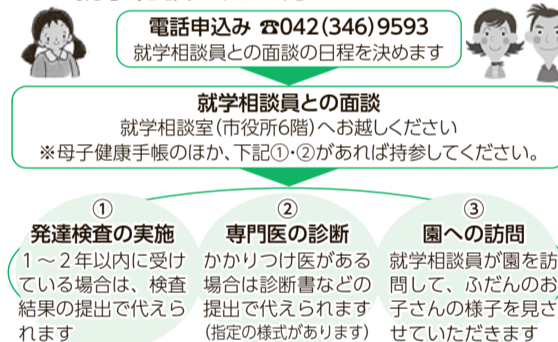 電話申込み ☎042(346)9593
就学相談員との面談の日程を決めます
就学相談員との面談
就学相談室(市役所6階)へお越しください
※母子健康手帳のほか、下記①・②があれば持参してください。
①
発達検査の実施
1～2年以内に受け
ている場合は、検査
結果の提出で代えら
れます
②
専門医の診断
かかりつけ医がある
場合は診断書などの
提出で代えられます
(指定の様式があります)
③
園への訪問
就学相談員が園を訪
問して、ふだんのお
子さんの様子を見さ
せていただきます